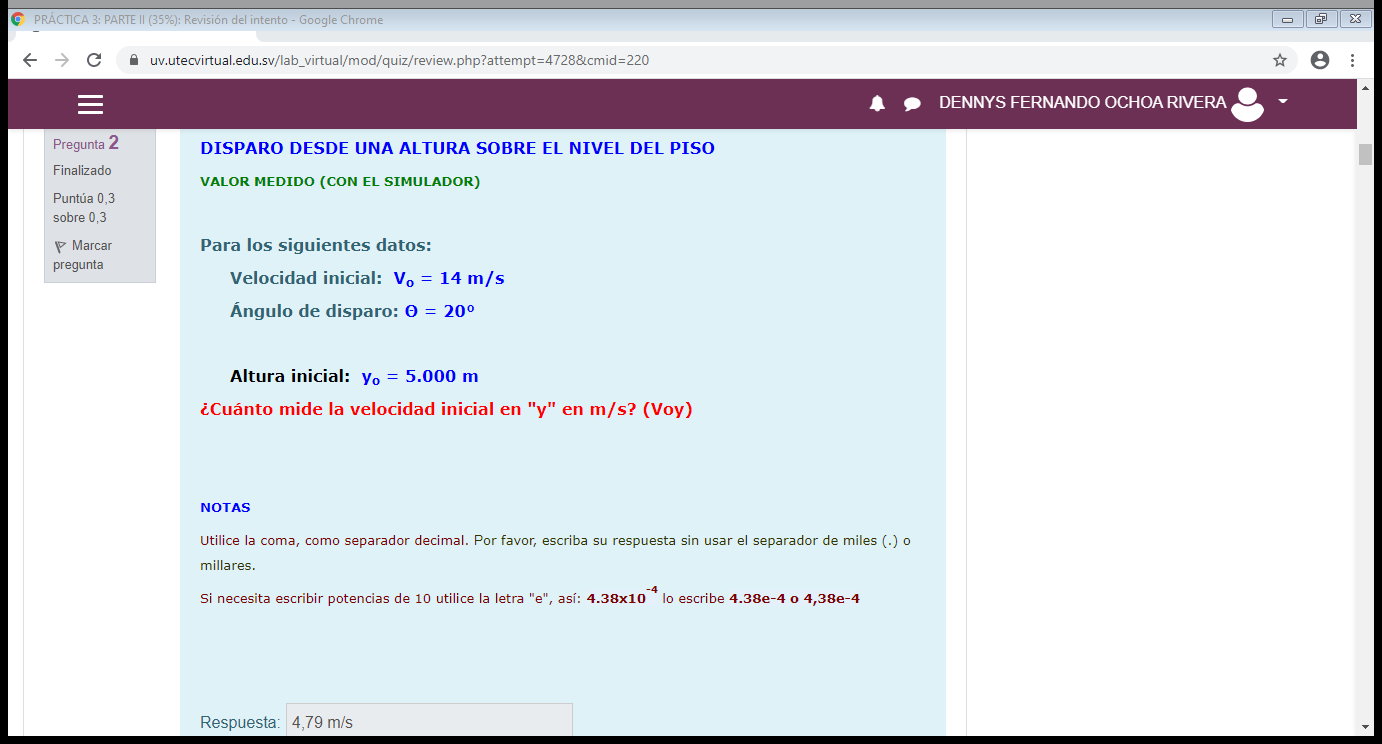 PRÁCTICA 3: PARTE II (35%): Revisión del intento - Google Chrome
uv.utecvirtual.edu.sv/lab_virtual/mod/quiz/review.php?attempt=4728&cmid=220
DENNYS FERNANDO OCHOA RIVERA
Pregunta 2
Finalizado
Puntúa 0,3
sobre 0,3
Marcar
pregunta
DISPARO DESDE UNA ALTURA SOBRE EL NIVEL DEL PISO
VALOR MEDIDO (CON EL SIMULADOR)
Para los siguientes datos:
Velocidad inicial: Vo = 14 m/s
Ángulo de disparo: Θ = 20º
Altura inicial: yo = 5.000 m
¿Cuánto mide la velocidad inicial en "y" en m/s? (Voy)
NOTAS
Utilice la coma, como separador decimal. Por favor, escriba su respuesta sin usar el separador de miles (.) o
millares.
Si necesita escribir potencias de 10 utilice la letra "e", así: 4.38x10-4 lo escribe 4.38e-4 o 4,38e-4
Respuesta: 4,79 m/s